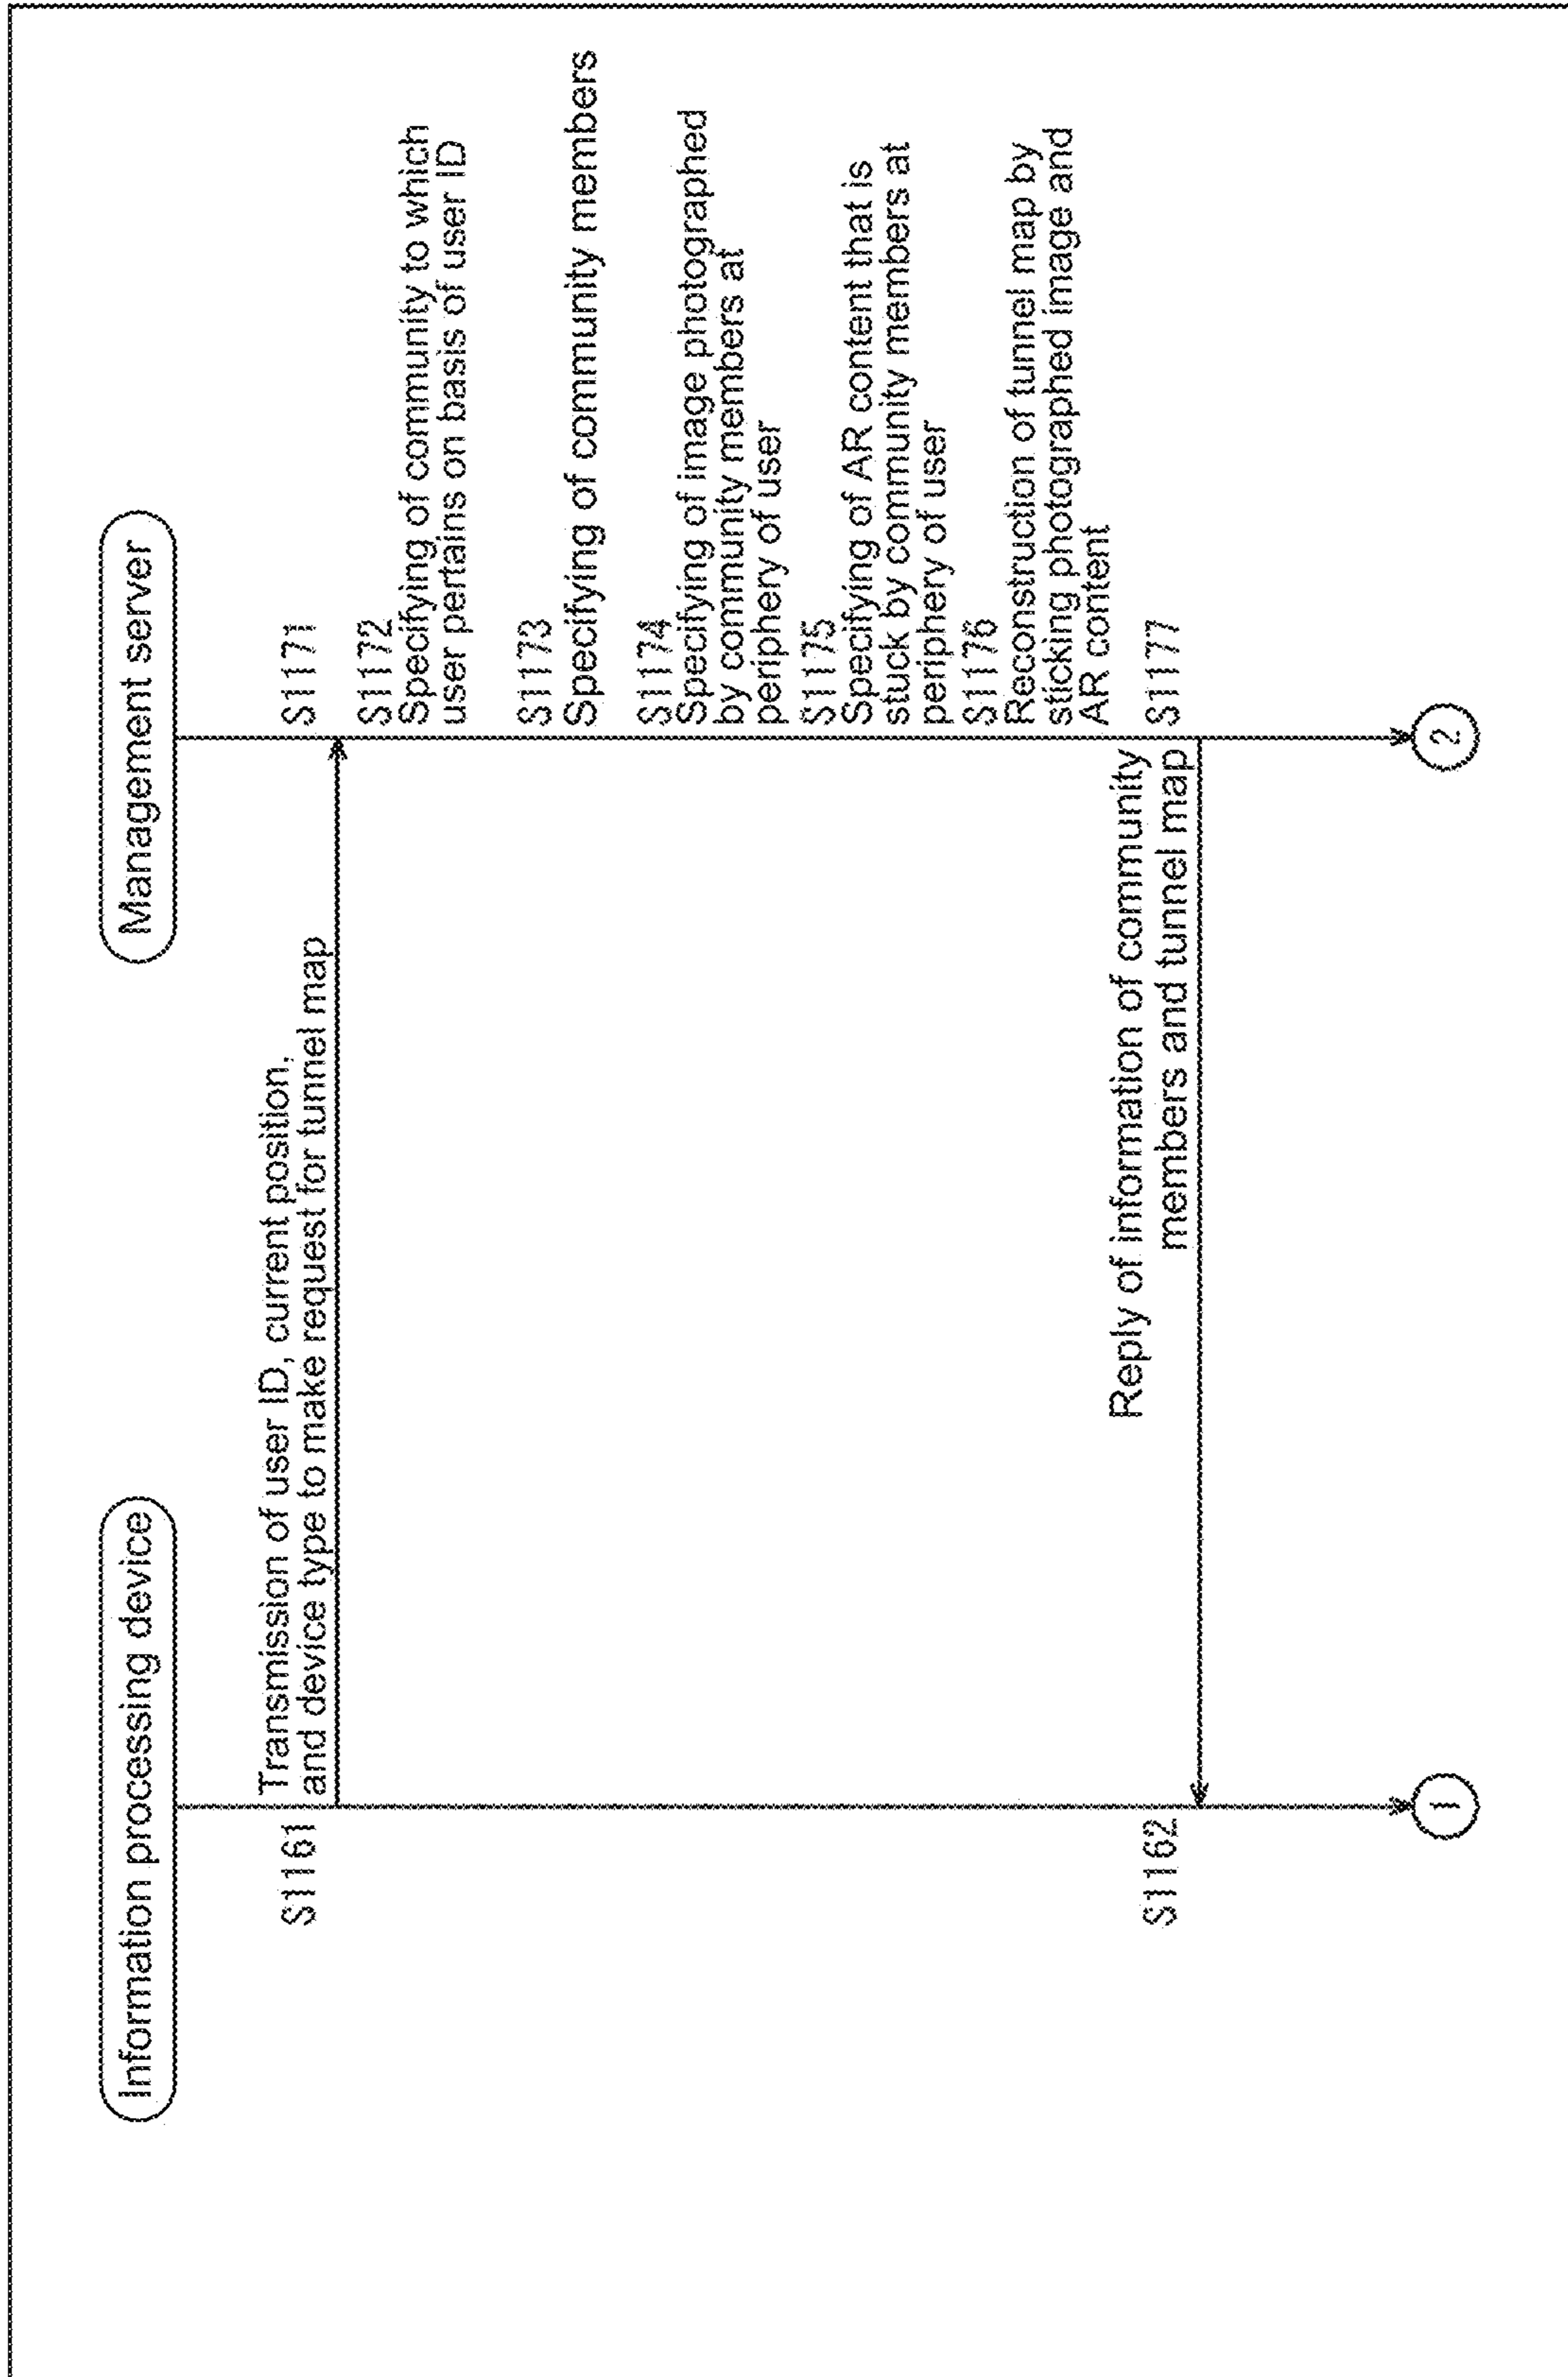 Information processing device
Management server
Transmission of user ID, current position,
and device type to make request for tunnel map
S1161
S1171
S1172
Specifying of community to which
user pertains on basis of user ID
S1173
Specifying of community members
S1174
Specifying of image photographed
by community members at
periphery of user
S1175
Specifying of AR content that is
stuck by community members at
periphery of user
S1176
Reconstruction of tunnel map by
sticking photographed image and
AR content
Reply of information of community
members and tunnel map
S1162
S1177
1
2